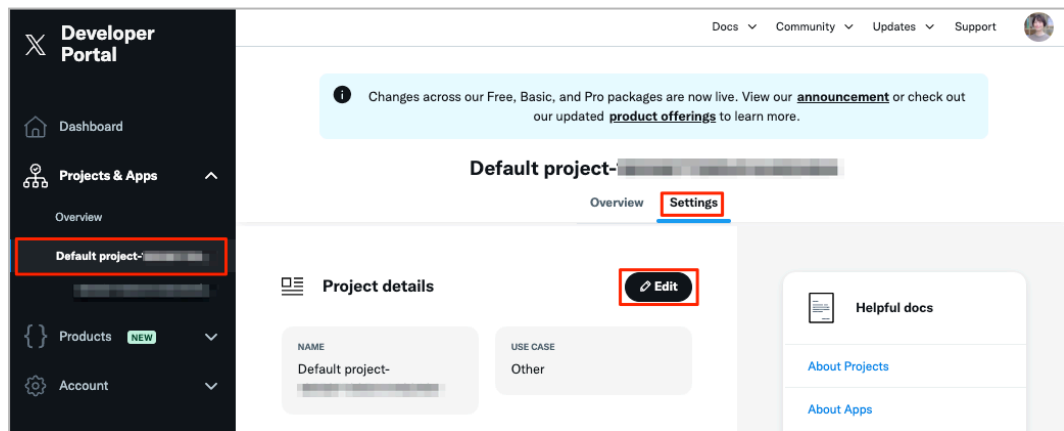 Developer
Portal
Docs
Community
Updates
Support
Changes across our Free, Basic, and Pro packages are now live. View our announcement or check out
our updated product offerings to learn more.
Dashboard
Projects & Apps
Overview
Default project-
Products NEW
Account
Default project-
Overview
Settings
Project details
Edit
NAME
Default project-
USE CASE
Other
Helpful docs
About Projects
About Apps